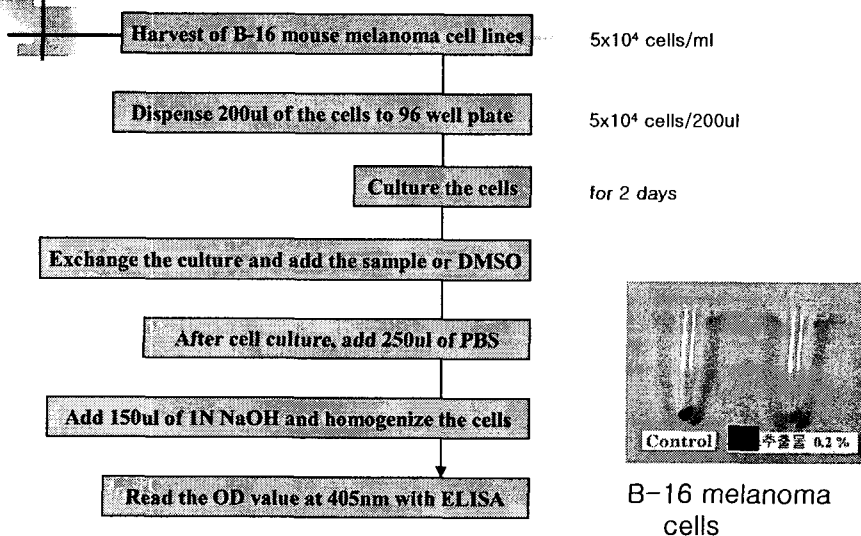 Harvest of B-16 mouse melanoma cell lines
5x10⁴ cells/ml
Dispense 200ul of the cells to 96 well plate
5x10⁴ cells/200ul
Culture the cells
for 2 days
Exchange the culture and add the sample or DMSO
After cell culture, add 250ul of PBS
Add 150ul of 1N NaOH and homogenize the cells
Read the OD value at 405nm with ELISA
Control
추출물 0.2 %
B-16 melanoma
cells